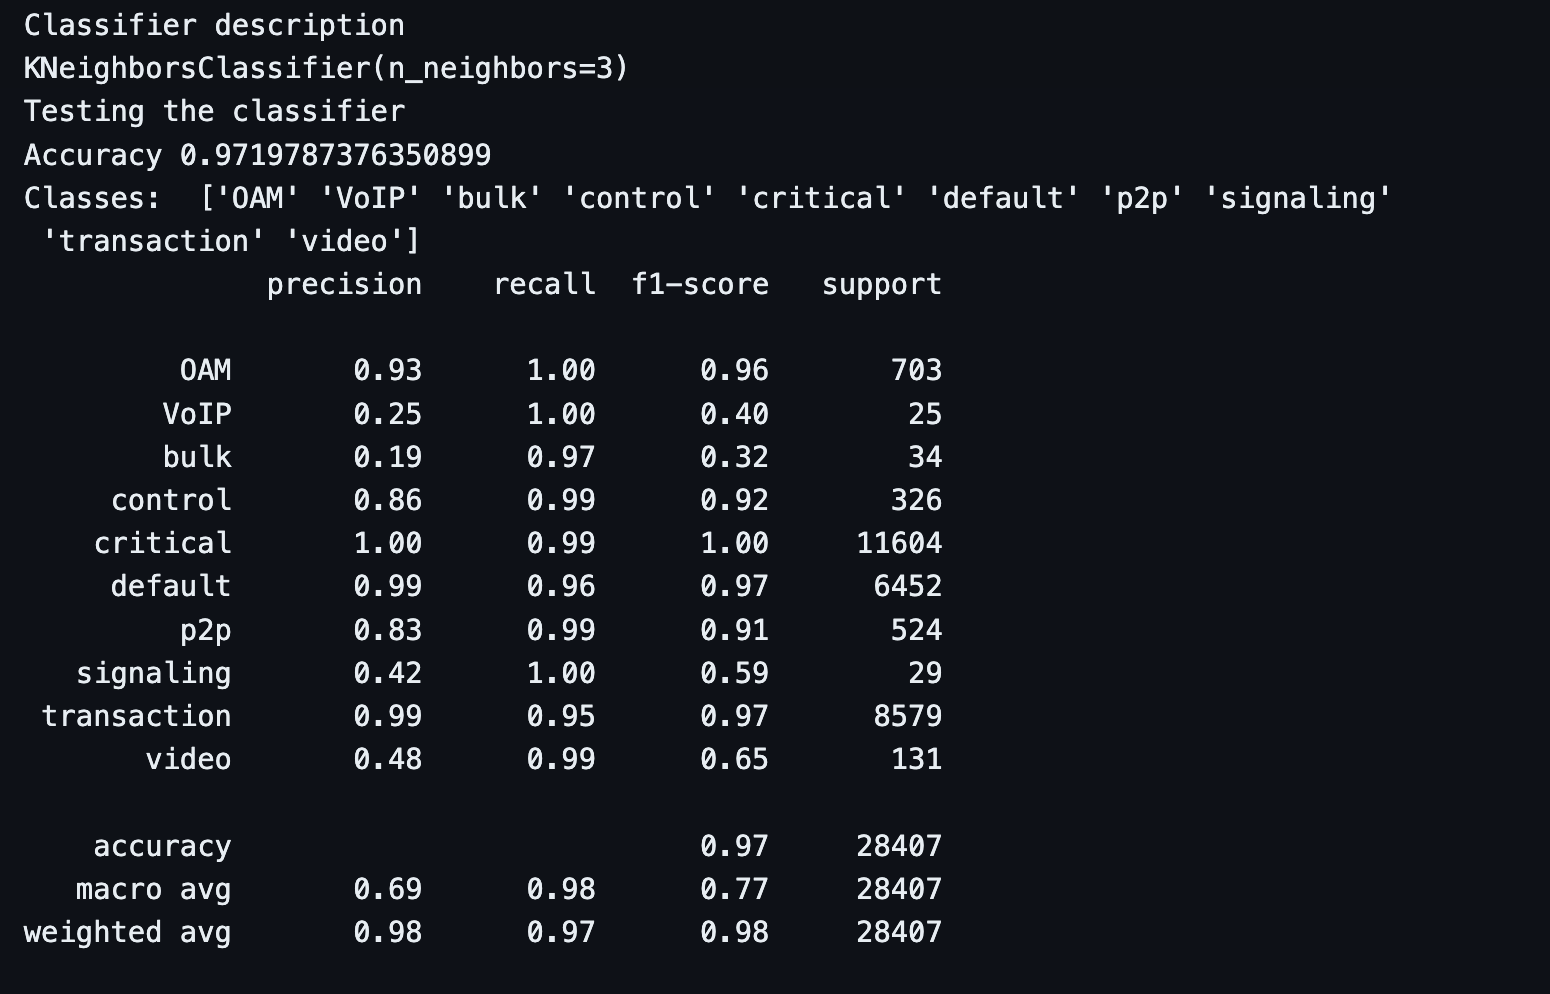 Classifier description
KNeighborsClassifier(n_neighbors=3)
Testing the classifier
Accuracy 0.9719787376350899
Classes:  ['OAM' 'VoIP' 'bulk' 'control' 'critical' 'default' 'p2p' 'signaling'
 'transaction' 'video']
              precision    recall  f1-score   support

         OAM       0.93      1.00      0.96       703
        VoIP       0.25      1.00      0.40        25
        bulk       0.19      0.97      0.32        34
     control       0.86      0.99      0.92       326
    critical       1.00      0.99      1.00     11604
     default       0.99      0.96      0.97      6452
         p2p       0.83      0.99      0.91       524
   signaling       0.42      1.00      0.59        29
 transaction       0.99      0.95      0.97      8579
       video       0.48      0.99      0.65       131

    accuracy                           0.97     28407
   macro avg       0.69      0.98      0.77     28407
weighted avg       0.98      0.97      0.98     28407